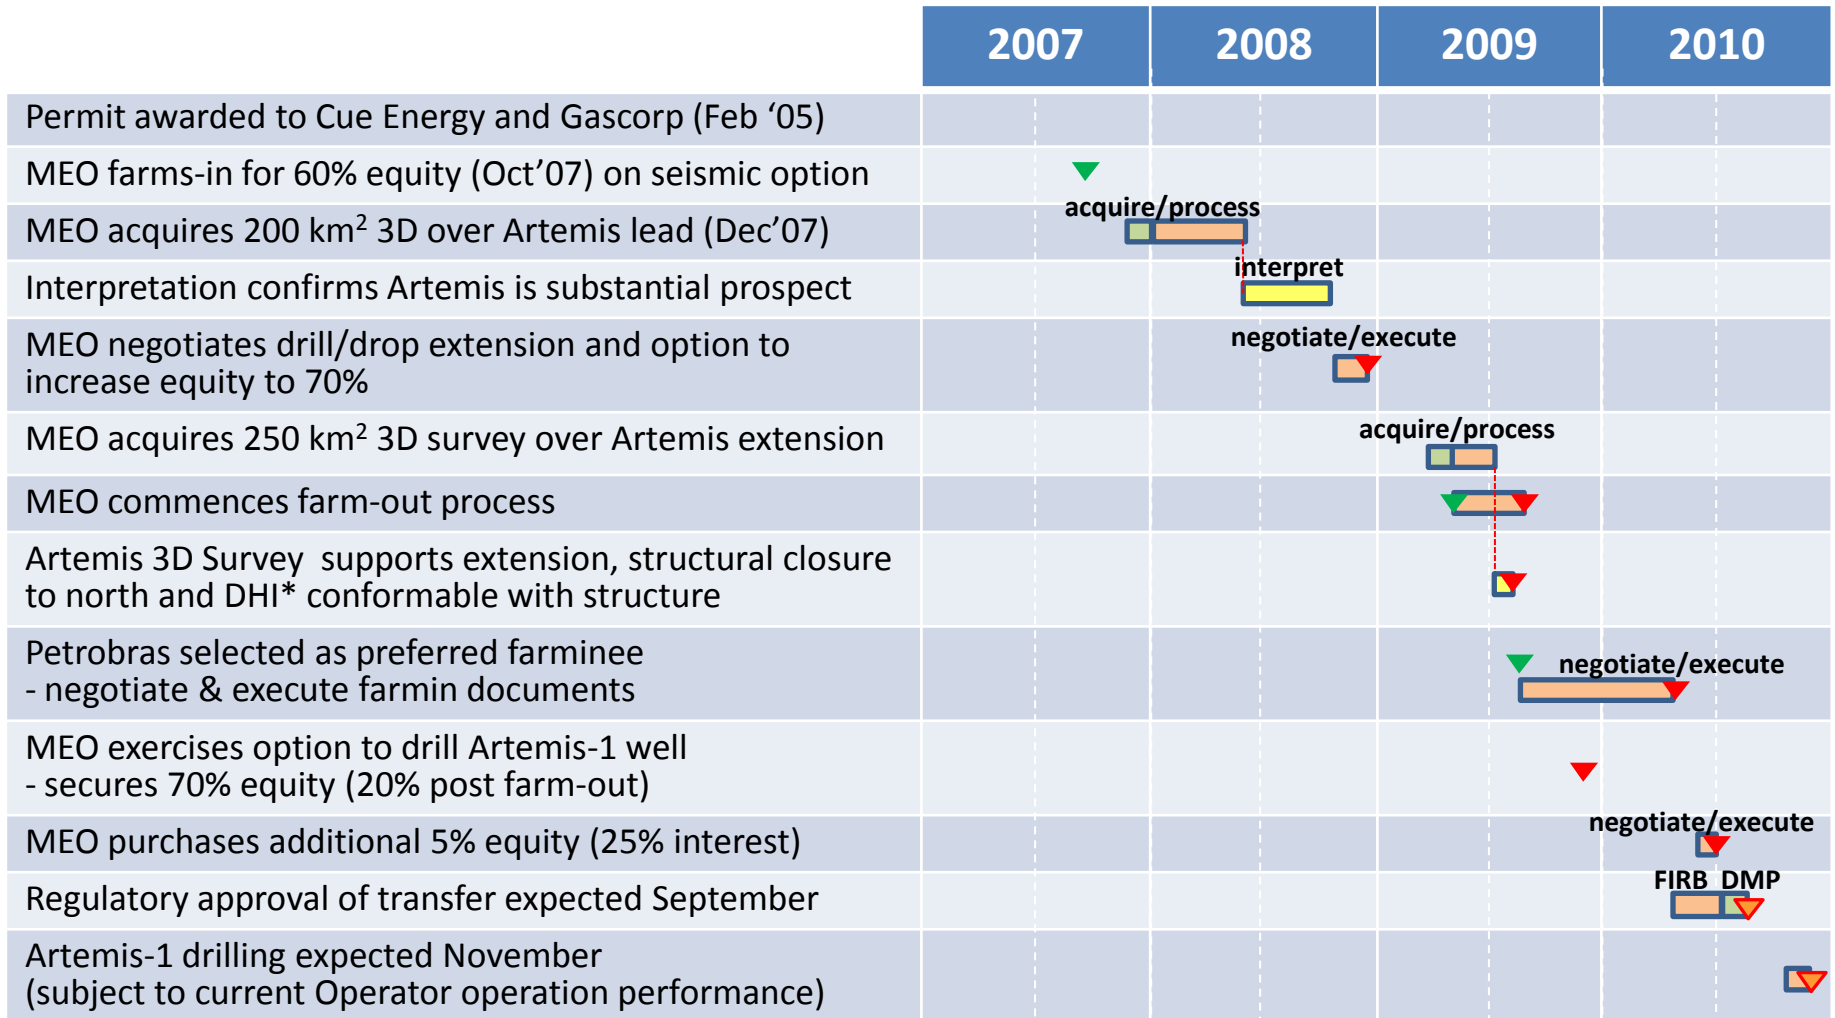 2007 2008 2009 2010
Permit awarded to Cue Energy and Gascorp (Feb ‘05)
MEO farms-in for 60% equity (Oct’07) on seismic option
acquire/process
MEO acquires 200 km² 3D over Artemis lead (Dec’07)
interpret
Interpretation confirms Artemis is substantial prospect
MEO negotiates drill/drop extension and option to
increase equity to 70%
negotiate/execute
MEO acquires 250 km² 3D survey over Artemis extension
acquire/process
MEO commences farm-out process
Artemis 3D Survey supports extension, structural closure
to north and DHI* conformable with structure
Petrobras selected as preferred farminee
- negotiate & execute farmin documents
negotiate/execute
MEO exercises option to drill Artemis-1 well
- secures 70% equity (20% post farm-out)
negotiate/execute
MEO purchases additional 5% equity (25% interest)
FIRB DMP
Regulatory approval of transfer expected September
Artemis-1 drilling expected November
(subject to current Operator operation performance)